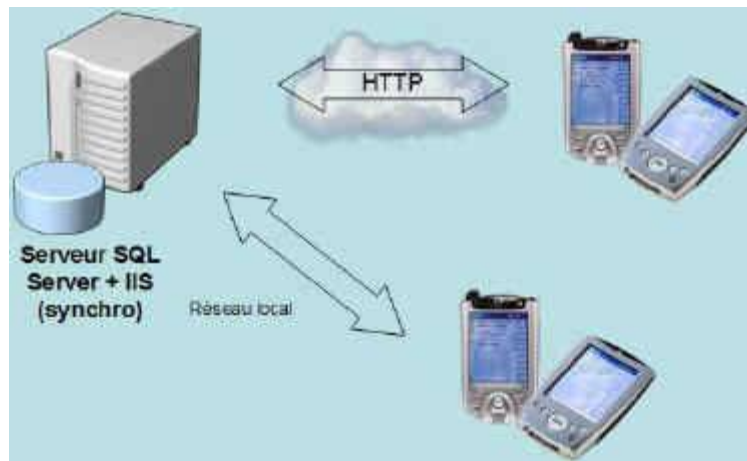 HTTP
Serveur SQL
Server + IIS
(synchro)
Réseau local